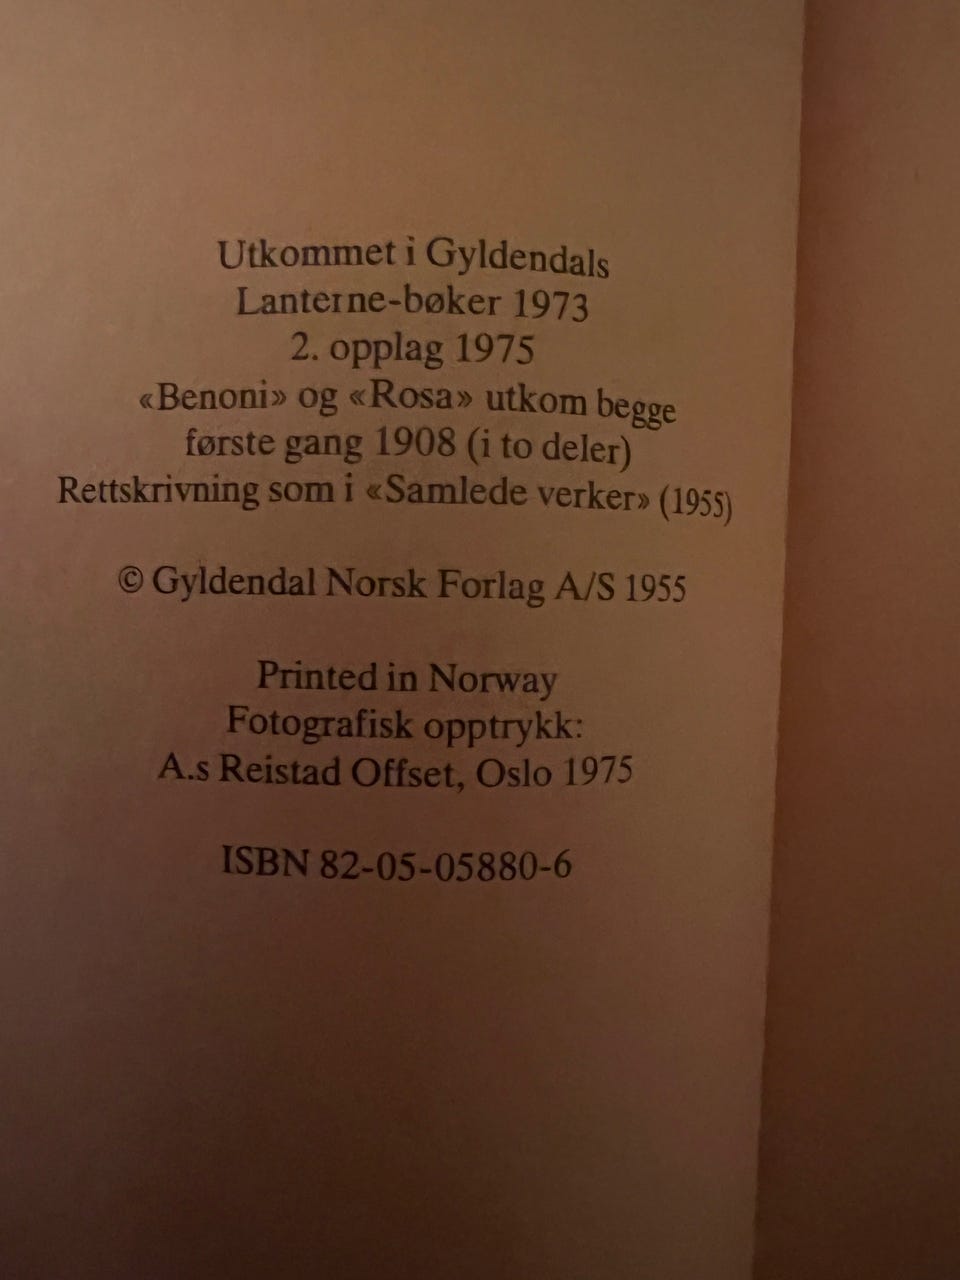 Utkommet i Gyldendals
Lanterne-bøker 1973
2. opplag 1975
«Benoni» og «Rosa» utkom begge
første gang 1908 (i to deler)
Rettskrivning som i «Samlede verker» (1955)
© Gyldendal Norsk Forlag A/S 1955
Printed in Norway
Fotografisk opptrykk:
A.s Reistad Offset, Oslo 1975
ISBN 82-05-05880-6